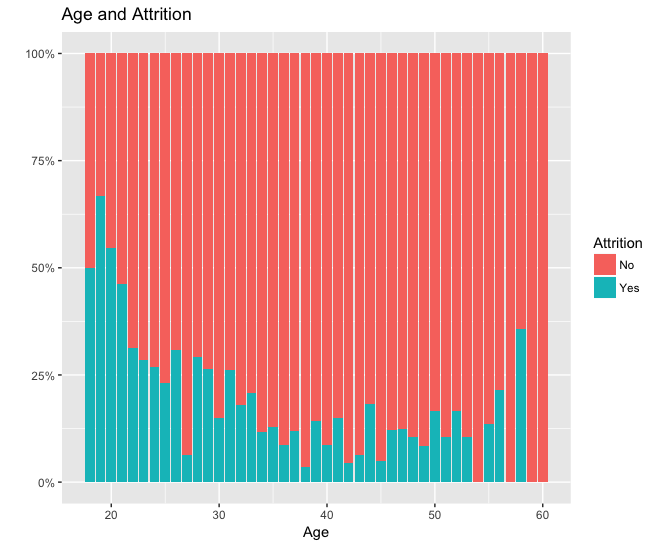 Age and Attrition
100%
75%
50%
25%
0%
20 30 40 50 60
Age
Attrition
No
Yes